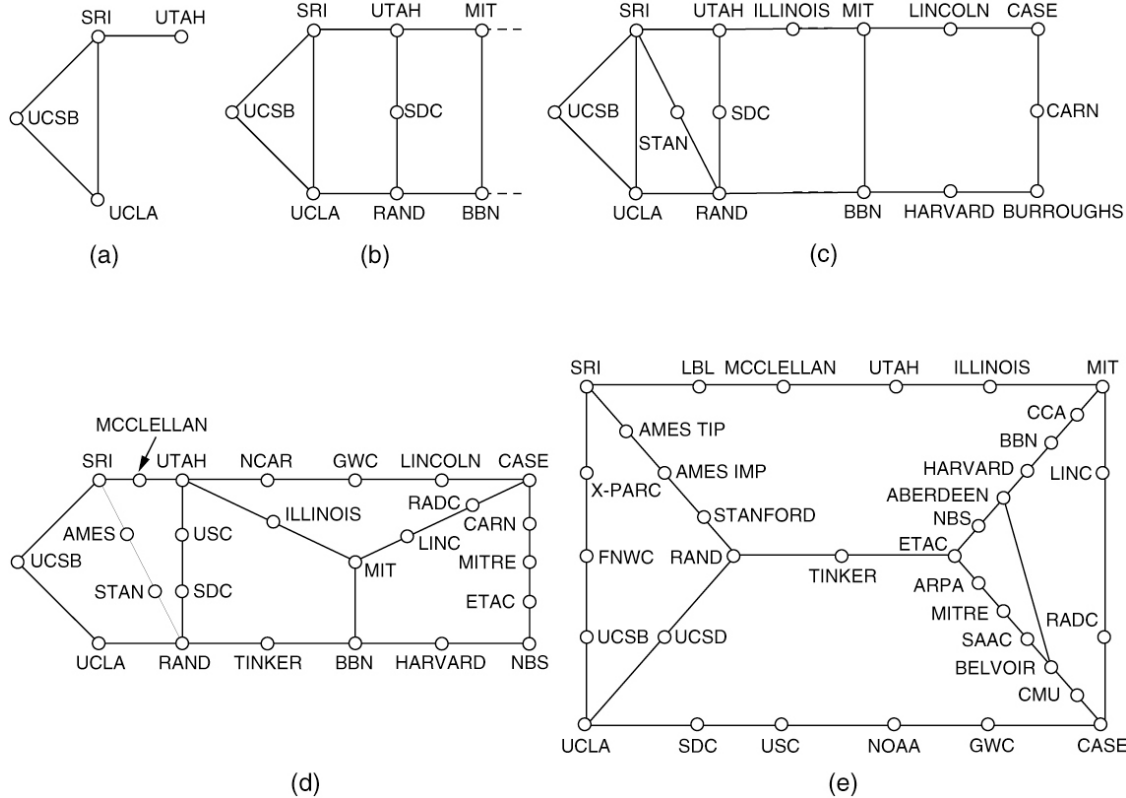 SRI UTAH
UCSB
UCLA
(a)
SRI UTAH MIT
UCSB SDC
UCLA RAND BBN
(b)
SRI UTAH ILLINOIS MIT LINCOLN CASE
UCSB SDC CARN
STAN
UCLA RAND BBN HARVARD BURROUGHS
(c)
MCCLELLAN
SRI UTAH NCAR GWC LINCOLN CASE
RADC
ILLINOIS CARN
AMES USC LINC
UCSB MIT MITRE
STAN SDC ETAC
UCLA RAND TINKER BBN HARVARD NBS
(d)
SRI LBL MCCLELLAN UTAH ILLINOIS MIT
CCA
AMES TIP
BBN
X-PARC AMES IMP HARVARD LINC
ABERDEEN
STANFORD NBS
FNWC RAND ETAC
TINKER
ARPA
MITRE RADC
UCSB UCSD SAAC
BELVOIR
CMU
UCLA SDC USC NOAA GWC CASE
(e)